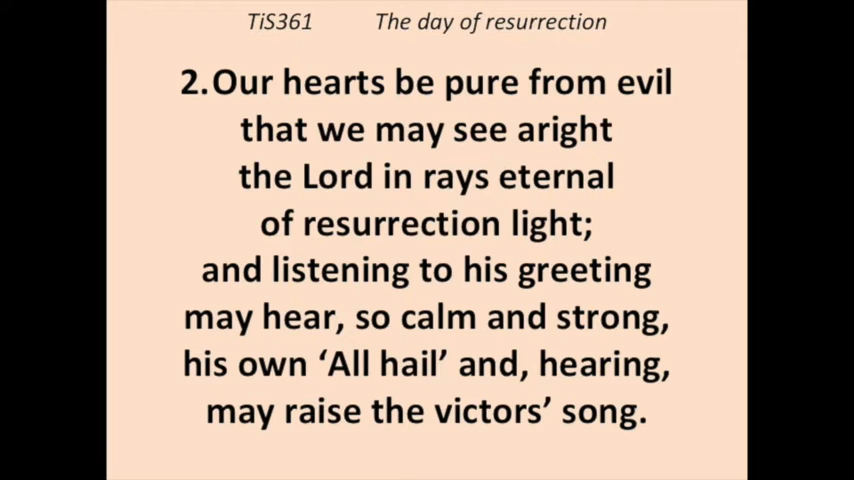 TiS361 The day of resurrection
2.Our hearts be pure from evil
that we may see aright
the Lord in rays eternal
of resurrection light;
and listening to his greeting
may hear, so calm and strong,
his own ‘All hail’ and, hearing,
may raise the victors’ song.